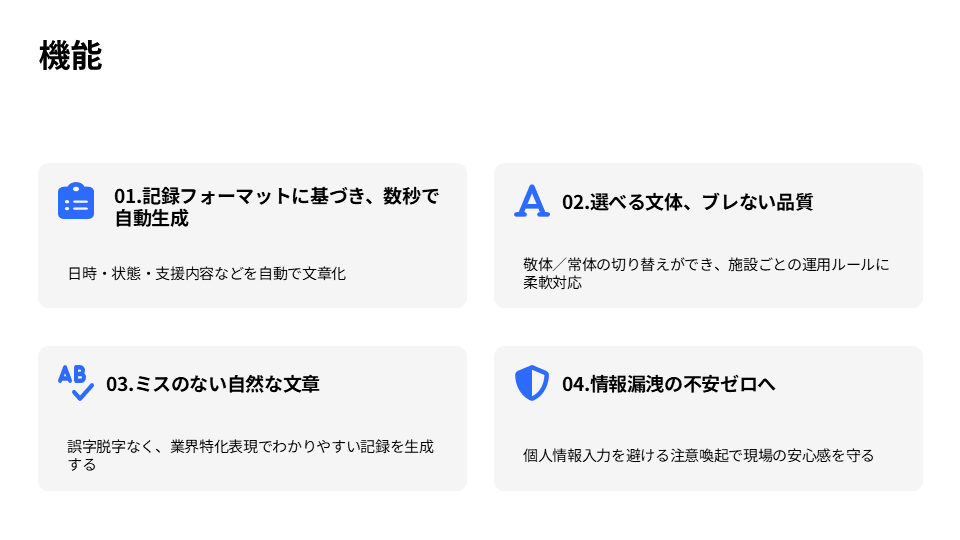 機能
01.記録フォーマットに基づき、数秒で
自動生成
日時・状態・支援内容などを自動で文章化
02.選べる文体、ブレない品質
敬体／常体の切り替えができ、施設ごとの運用ルールに
柔軟対応
AB
03.ミスのない自然な文章
誤字脱字なく、業界特化表現でわかりやすい記録を生成
する
04.情報漏洩の不安ゼロへ
個人情報入力を避ける注意喚起で現場の安心感を守る